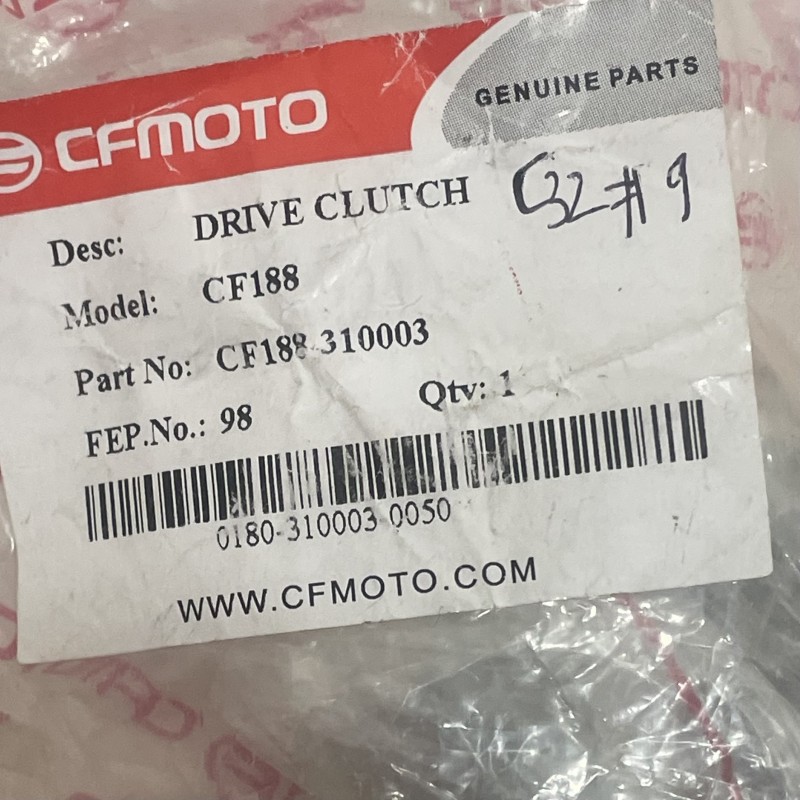 CFMOTO
GENUINE PARTS
Desc: DRIVE CLUTCH
C32#9
Model: CF188
Part No: CF188-310003
FEP.No.: 98 Qty: 1
0180-310003-0050
WWW.CFMOTO.COM